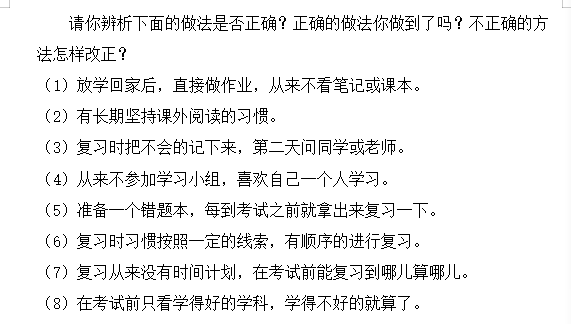 请你辨析下面的做法是否正确？正确的做法你做到了吗？不正确的方
法怎样改正？
（1）放学回家后，直接做作业，从来不看笔记或课本。
（2）有长期坚持课外阅读的习惯。
（3）复习时把不会的记下来，第二天问同学或老师。
（4）从来不参加学习小组，喜欢自己一个人学习。
（5）准备一个错题本，每到考试之前就拿出来复习一下。
（6）复习时习惯按照一定的线索，有顺序的进行复习。
（7）复习从来没有时间计划，在考试前能复习到哪儿算哪儿。
（8）在考试前只看学得好的学科，学得不好的就算了。